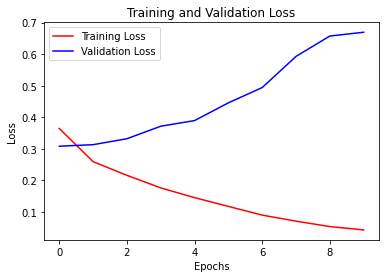 Training and Validation Loss
Training Loss
Validation Loss
Loss
0.7
0.6
0.5
0.4
0.3
0.2
0.1
0 2 4 6 8
Epochs